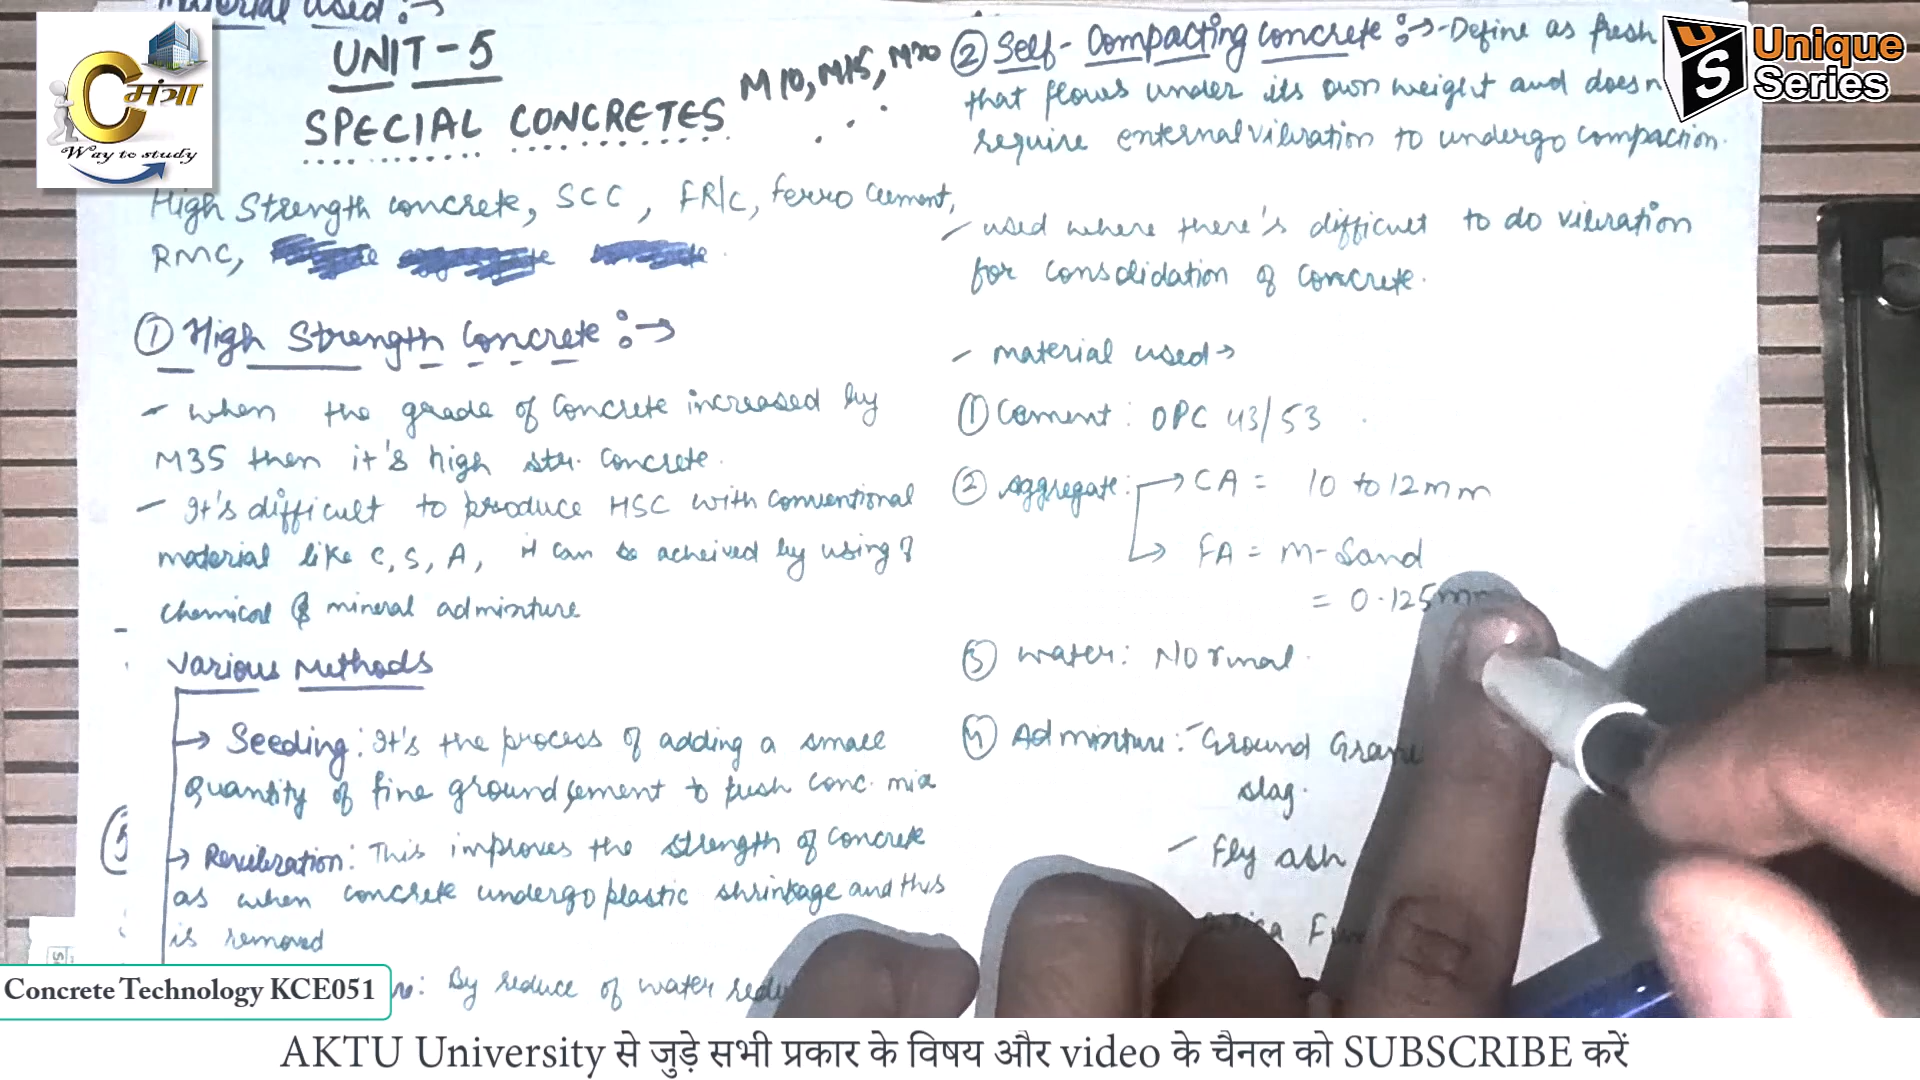 Material used :→
UNIT-5
SPECIAL CONCRETES
M10, M15, M20
...
High Strength concrete, SCC, FR/C, ferro cement,
RMC,
① High Strength Concrete :→
- when the grade of Concrete increased by
M35 then it's high str. concrete.
- It's difficult to produce HSC with conventional
material like C, S, A, it can be acheived by using
chemical & mineral admixture
Various Methods
→ Seeding: It's the process of adding a small
quantity of fine ground cement to fresh conc. mix
→ Revibration: This improves the strength of concrete
as when concrete undergo plastic shrinkage and this
is removed
By reduce of water
② Self-Compacting Concrete :→ Define as fresh
that flows under its own weight and doesn
require external vibration to undergo compaction.
- used where there's difficult to do vibration
for consolidation of concrete.
- material used →
① Cement: OPC 43/53
② Aggregate: → CA = 10 to 12mm
→ FA = M-Sand
= 0.125mm
③ water: Normal.
④ Admixture: - Ground
slag.
- Fly ash
C मंत्रा
Way to study
US Unique
Series
Concrete Technology KCE051
AKTU University से जुड़े सभी प्रकार के विषय और video के चैनल को SUBSCRIBE करें